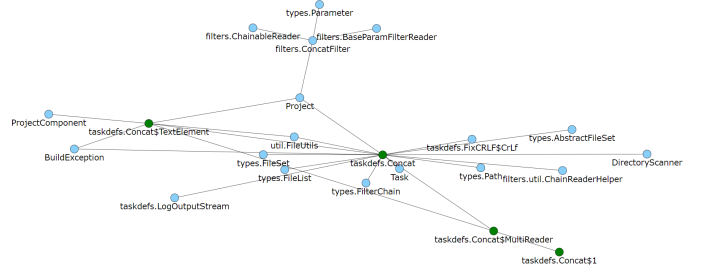 types.Parameter
filters.ChainableReader
filters.BaseParamFilterReader
filters.ConcatFilter
Project
ProjectComponent
taskdefs.Concat$TextElement
types.AbstractFileSet
util.FileUtils
taskdefs.FixCRLF$CrLf
BuildException
types.FileSet
taskdefs.Concat
DirectoryScanner
types.FileList
Task
types.Path
filters.util.ChainReaderHelper
types.FilterChain
taskdefs.LogOutputStream
taskdefs.Concat$MultiReader
taskdefs.Concat$1